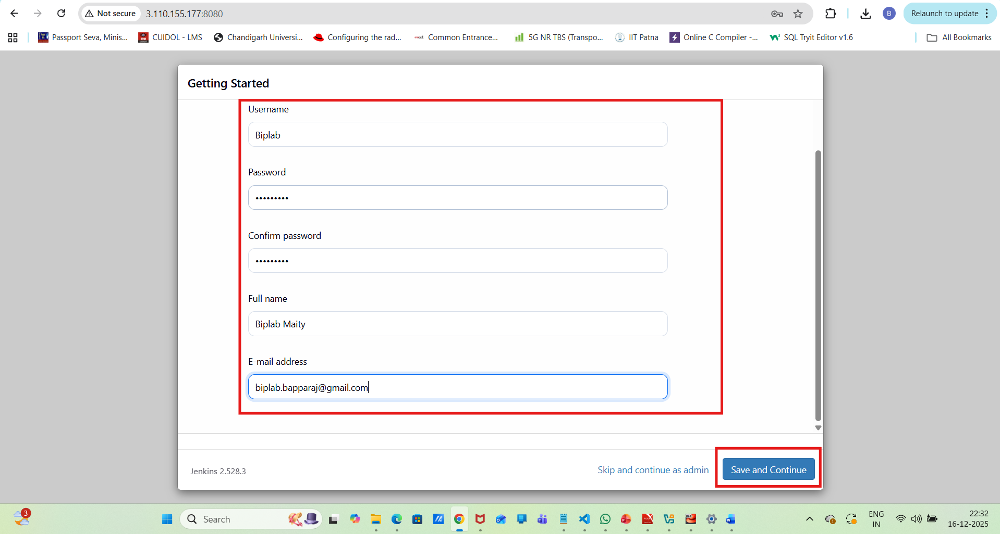 Not secure
3.110.155.177:8080
B
Relaunch to update
Passport Seva, Minis...
CUIDOL - LMS
Chandigarh Universi...
Configuring the rad...
Common Entrance...
5G NR TBS (Transpo...
IIT Patna
Online C Compiler -...
SQL Tryit Editor v1.6
All Bookmarks
Getting Started
Username
Biplab
Password
•••••••••
Confirm password
•••••••••
Full name
Biplab Maity
E-mail address
biplab.bapparaj@gmail.com
Jenkins 2.528.3
Skip and continue as admin
Save and Continue
3
Search
ENG
IN
22:32
16-12-2025